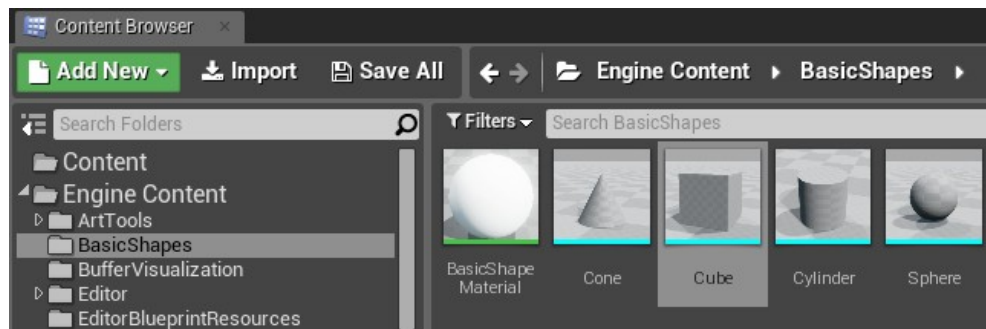 Content Browser
Add New Import Save All Engine Content BasicShapes
Search Folders
Content
Engine Content
ArtTools
BasicShapes
BufferVisualization
Editor
EditorBlueprintResources
Filters Search BasicShapes
BasicShape
Material
Cone
Cube
Cylinder
Sphere